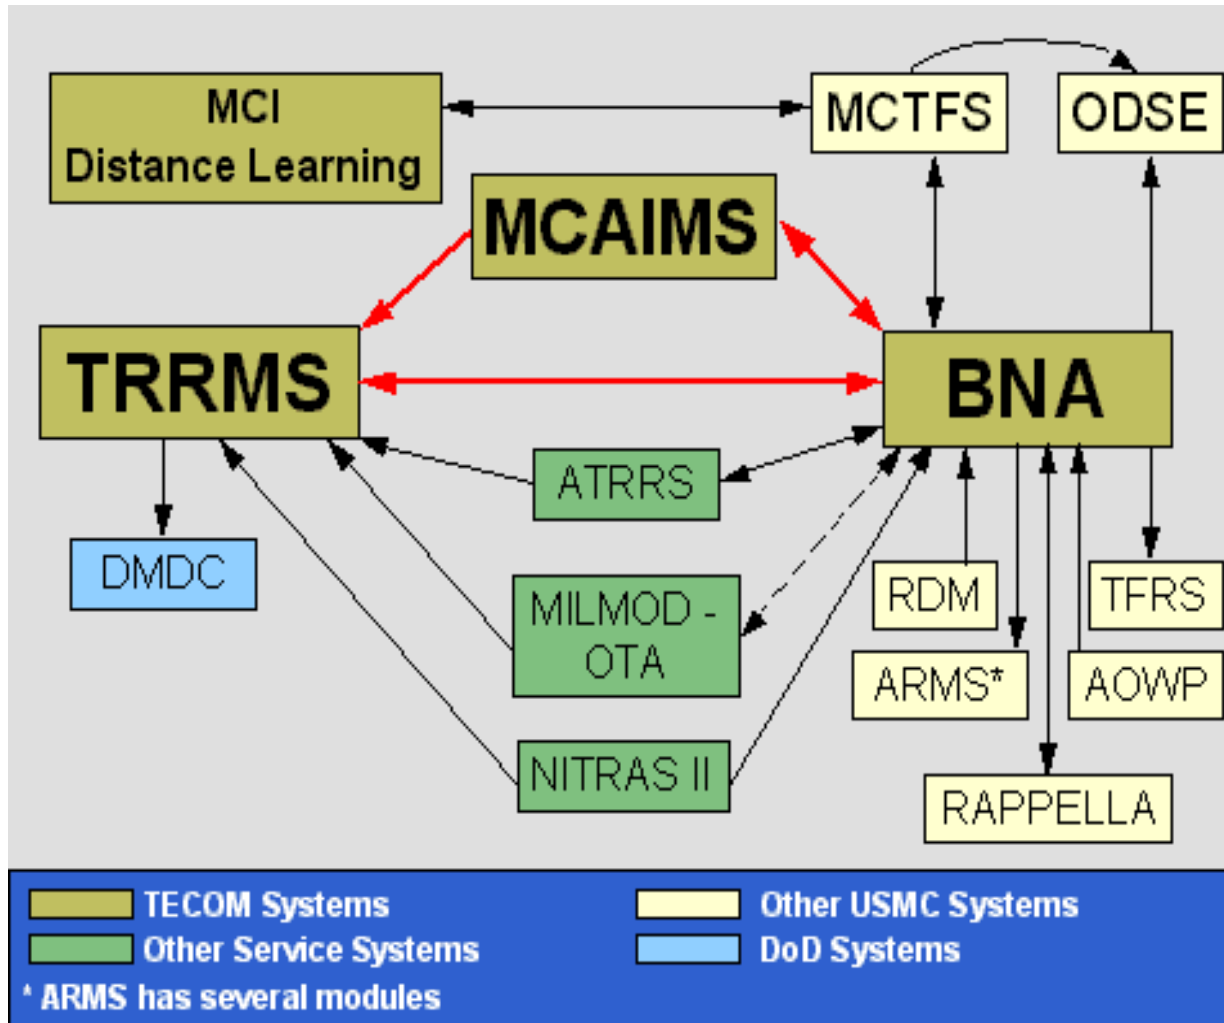 MCI
Distance Learning
MCTFS
ODSE
MCAIMS
TRRMS
BNA
ATRRS
DMDC
MILMOD -
OTA
RDM
TFRS
ARMS*
AOWP
NITRAS II
RAPPELLA
TECOM Systems
Other USMC Systems
Other Service Systems
DoD Systems
* ARMS has several modules